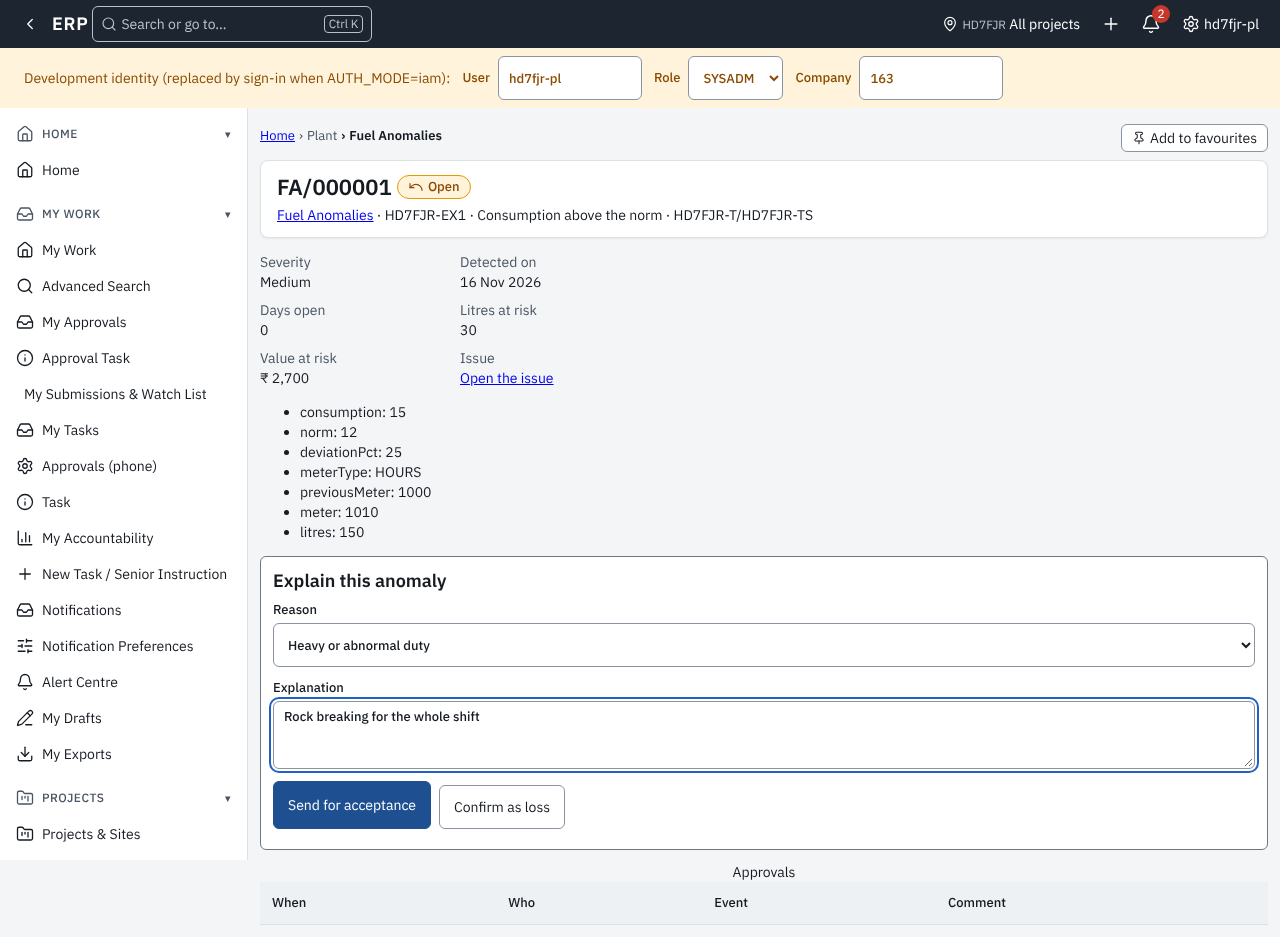 ERP
Search or go to...
Ctrl K
HD7FJR All projects
2
hd7fjr-pl
Development identity (replaced by sign-in when AUTH_MODE=iam):
User
hd7fjr-pl
Role
SYSADM
Company
163
HOME
Home
MY WORK
My Work
Advanced Search
My Approvals
Approval Task
My Submissions & Watch List
My Tasks
Approvals (phone)
Task
My Accountability
New Task / Senior Instruction
Notifications
Notification Preferences
Alert Centre
My Drafts
My Exports
PROJECTS
Projects & Sites
Home › Plant › Fuel Anomalies
Add to favourites
FA/000001
Open
Fuel Anomalies · HD7FJR-EX1 · Consumption above the norm · HD7FJR-T/HD7FJR-TS
Severity
Medium
Detected on
16 Nov 2026
Days open
0
Litres at risk
30
Value at risk
₹ 2,700
Issue
Open the issue
consumption: 15
norm: 12
deviationPct: 25
meterType: HOURS
previousMeter: 1000
meter: 1010
litres: 150
Explain this anomaly
Reason
Heavy or abnormal duty
Explanation
Rock breaking for the whole shift
Send for acceptance
Confirm as loss
Approvals
When
Who
Event
Comment